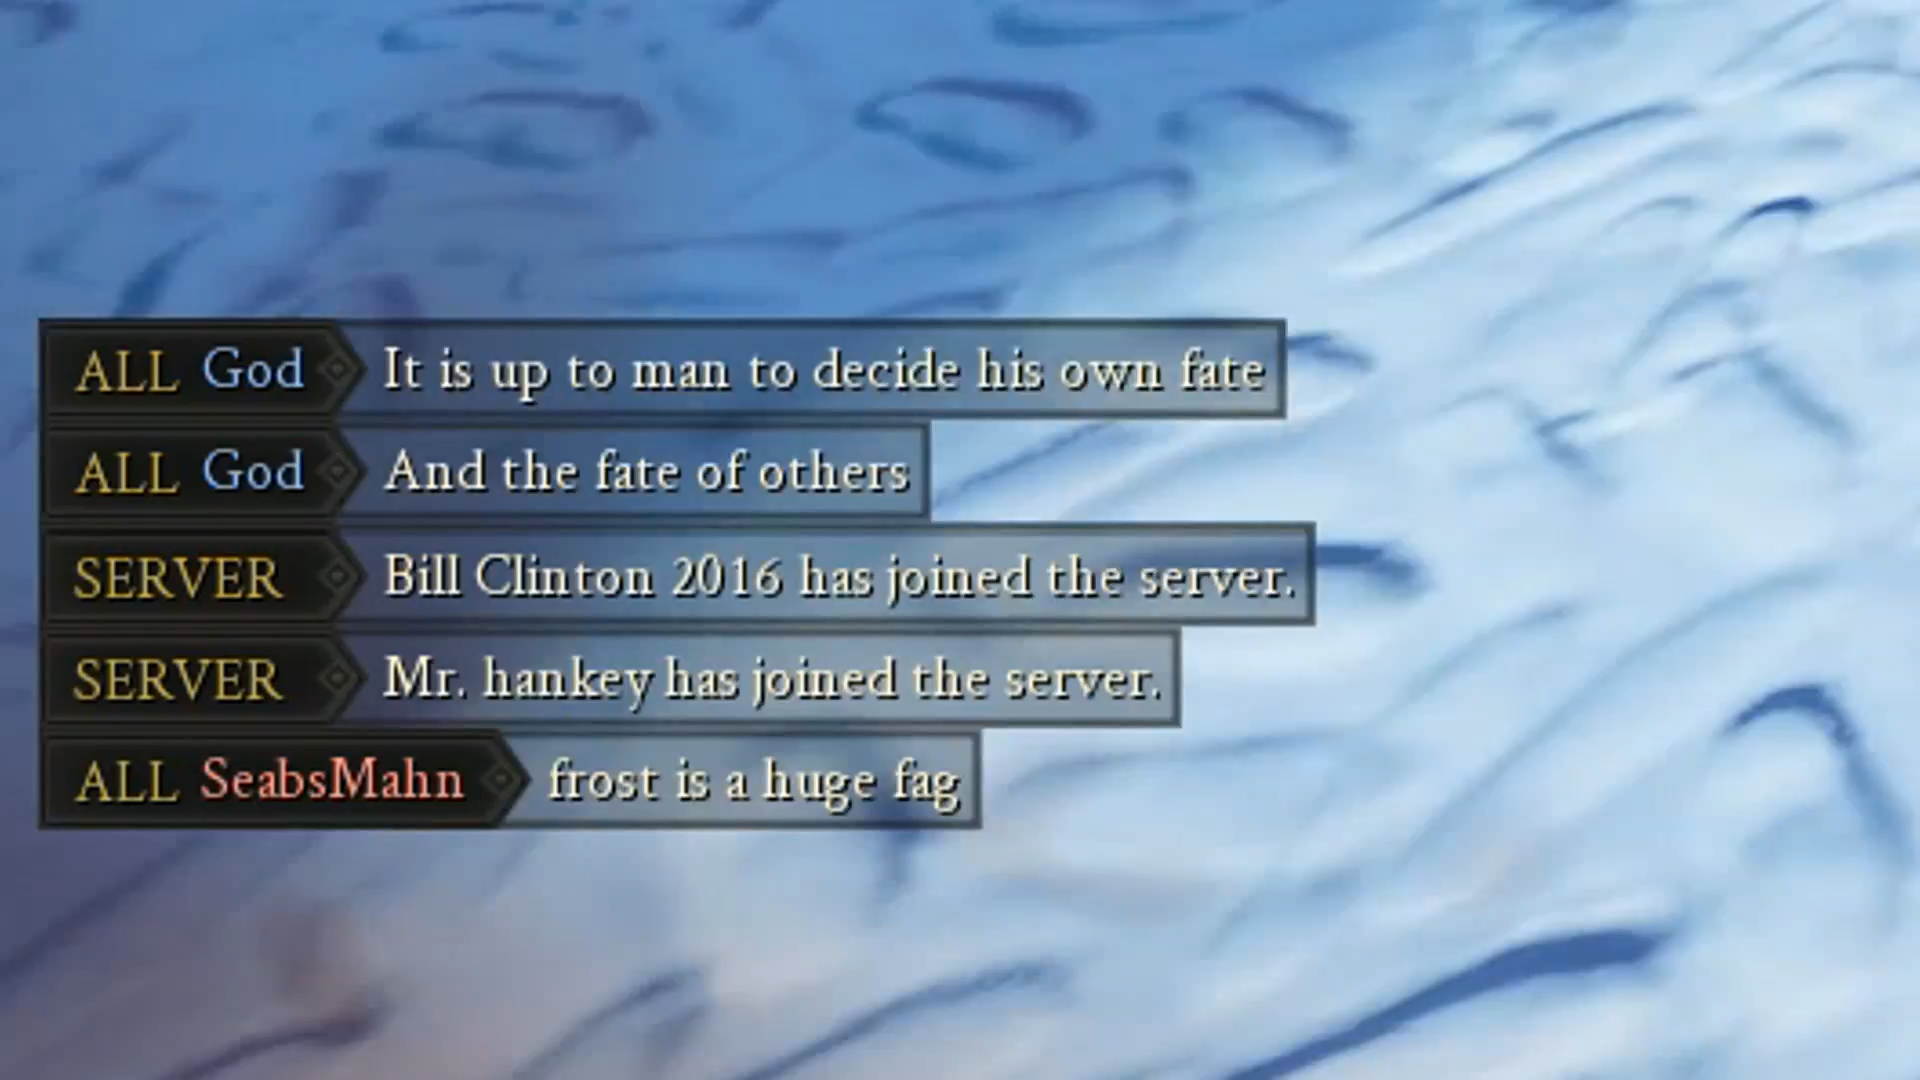 ALL God It is up to man to decide his own fate
ALL God And the fate of others
SERVER Bill Clinton 2016 has joined the server.
SERVER Mr. hankey has joined the server.
ALL SeabsMahn frost is a huge fag